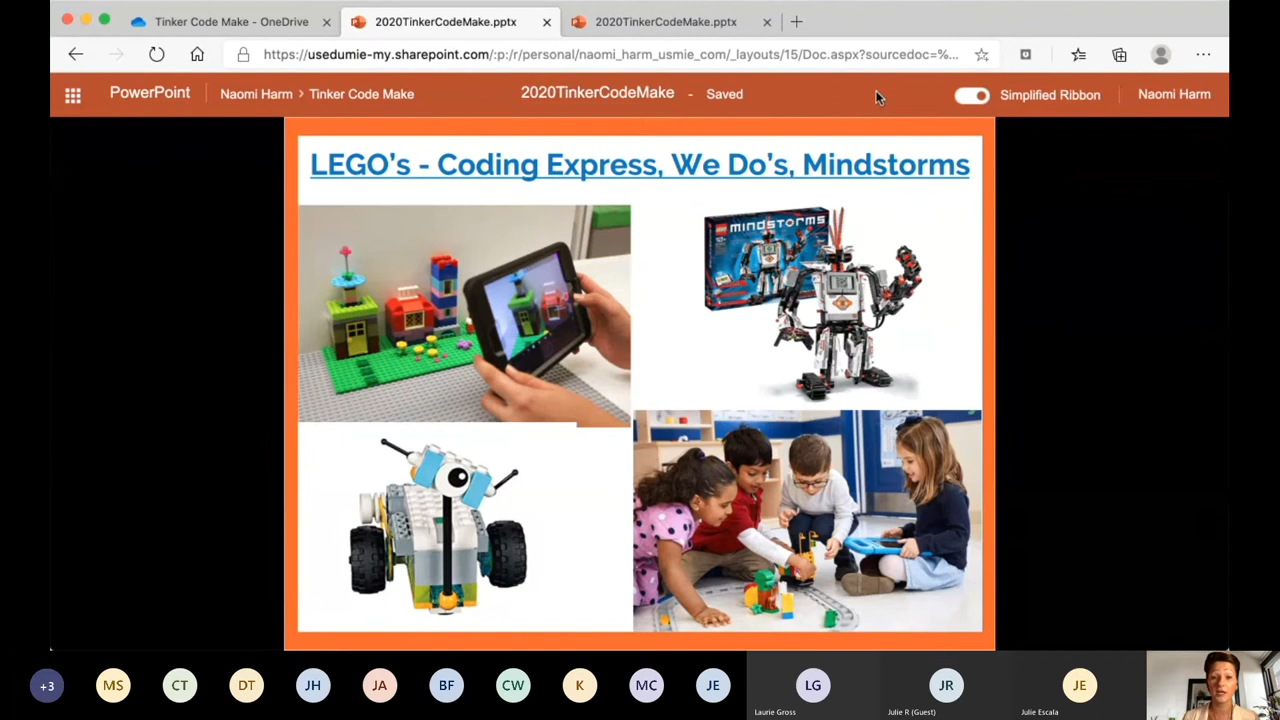 Tinker Code Make - OneDrive
2020TinkerCodeMake.pptx
2020TinkerCodeMake.pptx
https://usedumie-my.sharepoint.com/:p:/r/personal/naomi_harm_usmie_com/_layouts/15/Doc.aspx?sourcedoc=%...
PowerPoint
Naomi Harm > Tinker Code Make
2020TinkerCodeMake - Saved
Simplified Ribbon
Naomi Harm
LEGO's - Coding Express, We Do's, Mindstorms
LEGO MINDSTORMS
+3
MS
CT
DT
JH
JA
BF
CW
K
MC
JE
LG
JR
JE
Laurie Gross
Julie R (Guest)
Julie Escala